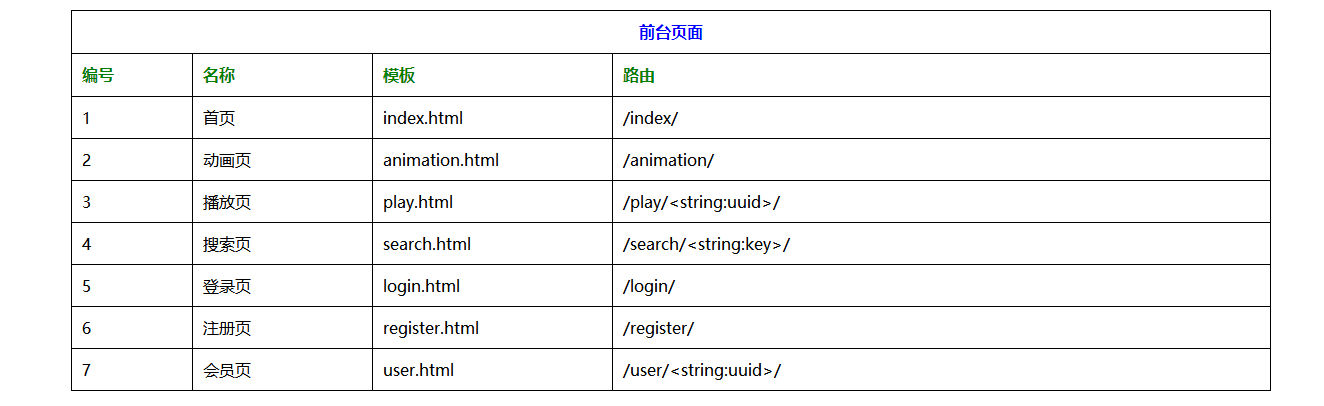 前台页面
编号 名称 模板 路由
1 首页 index.html /index/
2 动画页 animation.html /animation/
3 播放页 play.html /play/<string:uuid>/
4 搜索页 search.html /search/<string:key>/
5 登录页 login.html /login/
6 注册页 register.html /register/
7 会员页 user.html /user/<string:uuid>/